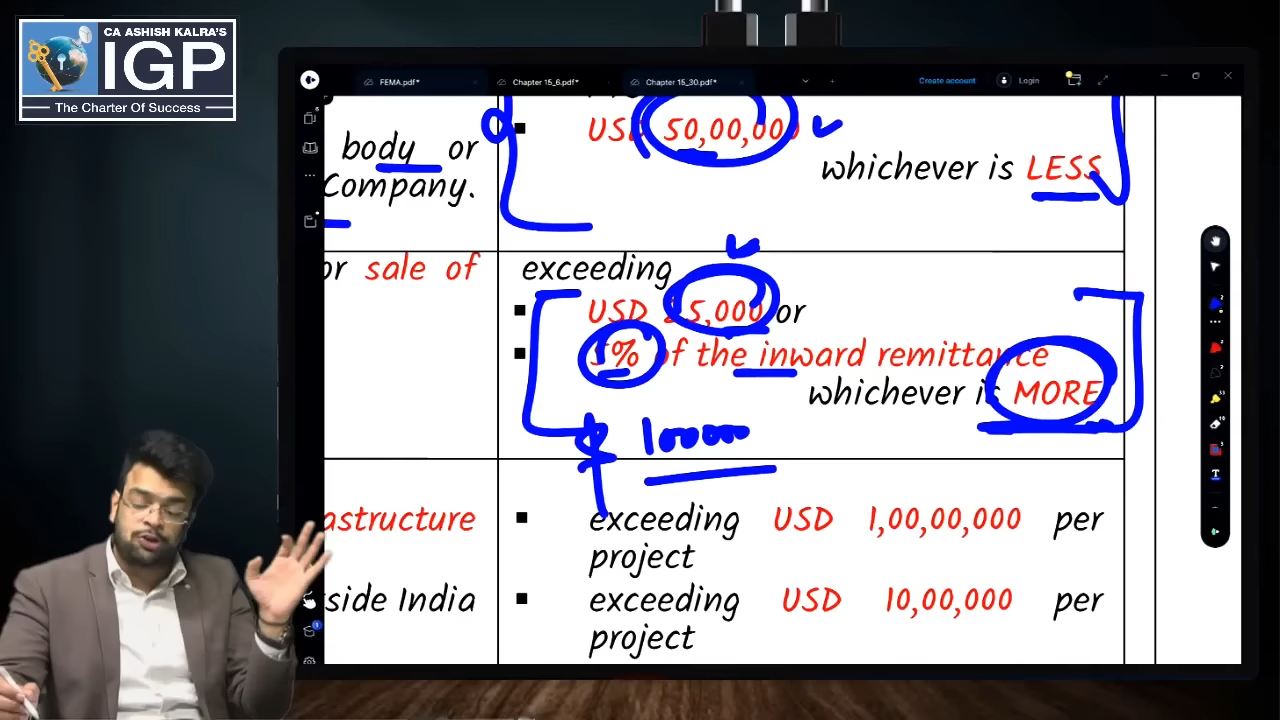 CA ASHISH KALRA'S
IGP
The Charter Of Success
FEMA.pdf*
Chapter 15_6.pdf*
Chapter 15_30.pdf*
Create account
Login
body or
Company.
USD 50,00,000
whichever is LESS
or sale of
exceeding
USD 25,000 or
5% of the inward remittance
whichever is MORE
$ 100000
astructure
exceeding USD 1,00,00,000 per
project
side India
exceeding USD 10,00,000 per
project